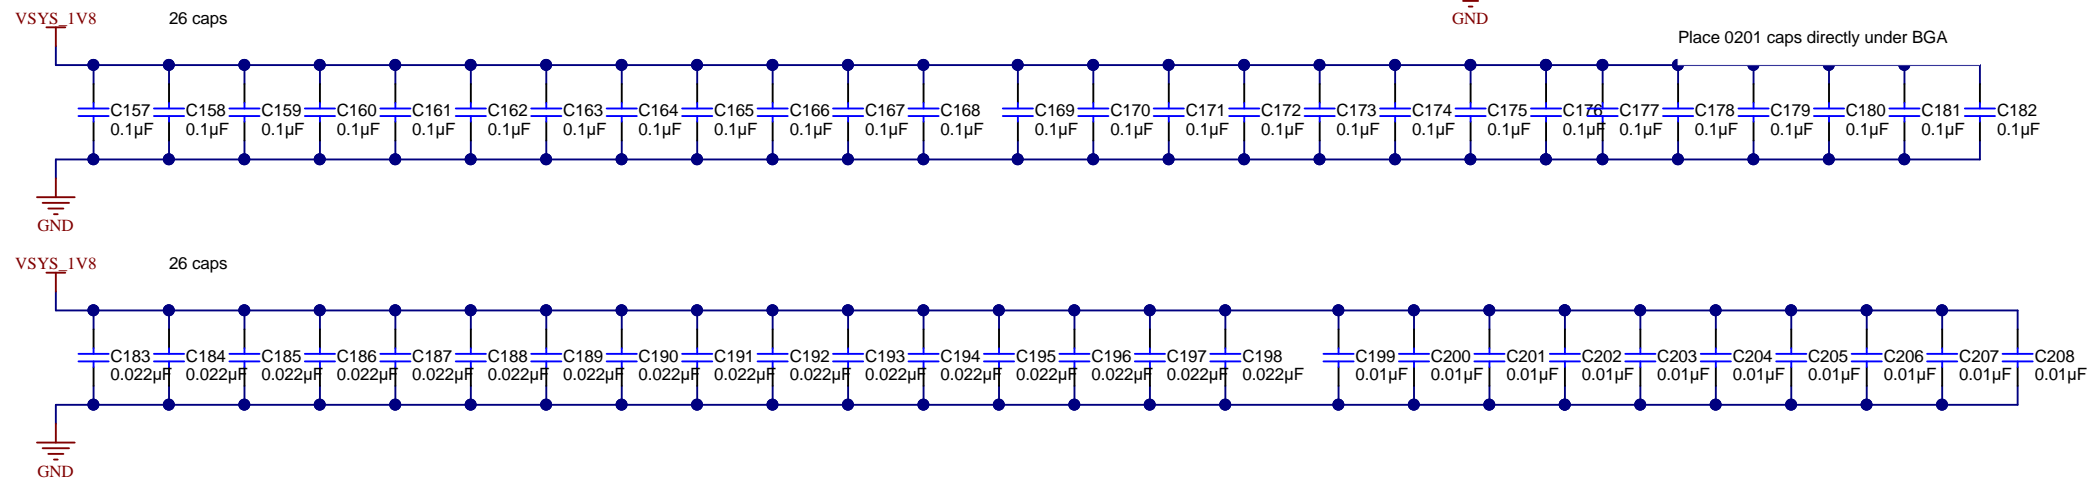 VSYS_1V8 26 caps GND
Place 0201 caps directly under BGA
C157 C158 C159 C160 C161 C162 C163 C164 C165 C166 C167 C168 C169 C170 C171 C172 C173 C174 C175 C176 C177 C178 C179 C180 C181 C182
0.1µF 0.1µF 0.1µF 0.1µF 0.1µF 0.1µF 0.1µF 0.1µF 0.1µF 0.1µF 0.1µF 0.1µF 0.1µF 0.1µF 0.1µF 0.1µF 0.1µF 0.1µF 0.1µF 0.1µF 0.1µF 0.1µF 0.1µF 0.1µF 0.1µF 0.1µF
GND
VSYS_1V8 26 caps
C183 C184 C185 C186 C187 C188 C189 C190 C191 C192 C193 C194 C195 C196 C197 C198 C199 C200 C201 C202 C203 C204 C205 C206 C207 C208
0.022µF 0.022µF 0.022µF 0.022µF 0.022µF 0.022µF 0.022µF 0.022µF 0.022µF 0.022µF 0.022µF 0.022µF 0.022µF 0.022µF 0.022µF 0.022µF 0.01µF 0.01µF 0.01µF 0.01µF 0.01µF 0.01µF 0.01µF 0.01µF 0.01µF 0.01µF
GND